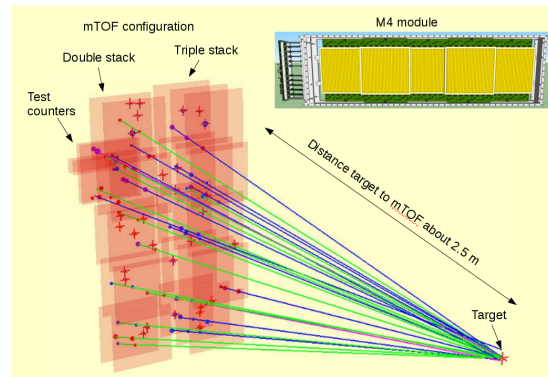 mTOF configuration
M4 module
Double stack
Triple stack
Test
counters
Distance target to mTOF about 2.5 m
Target